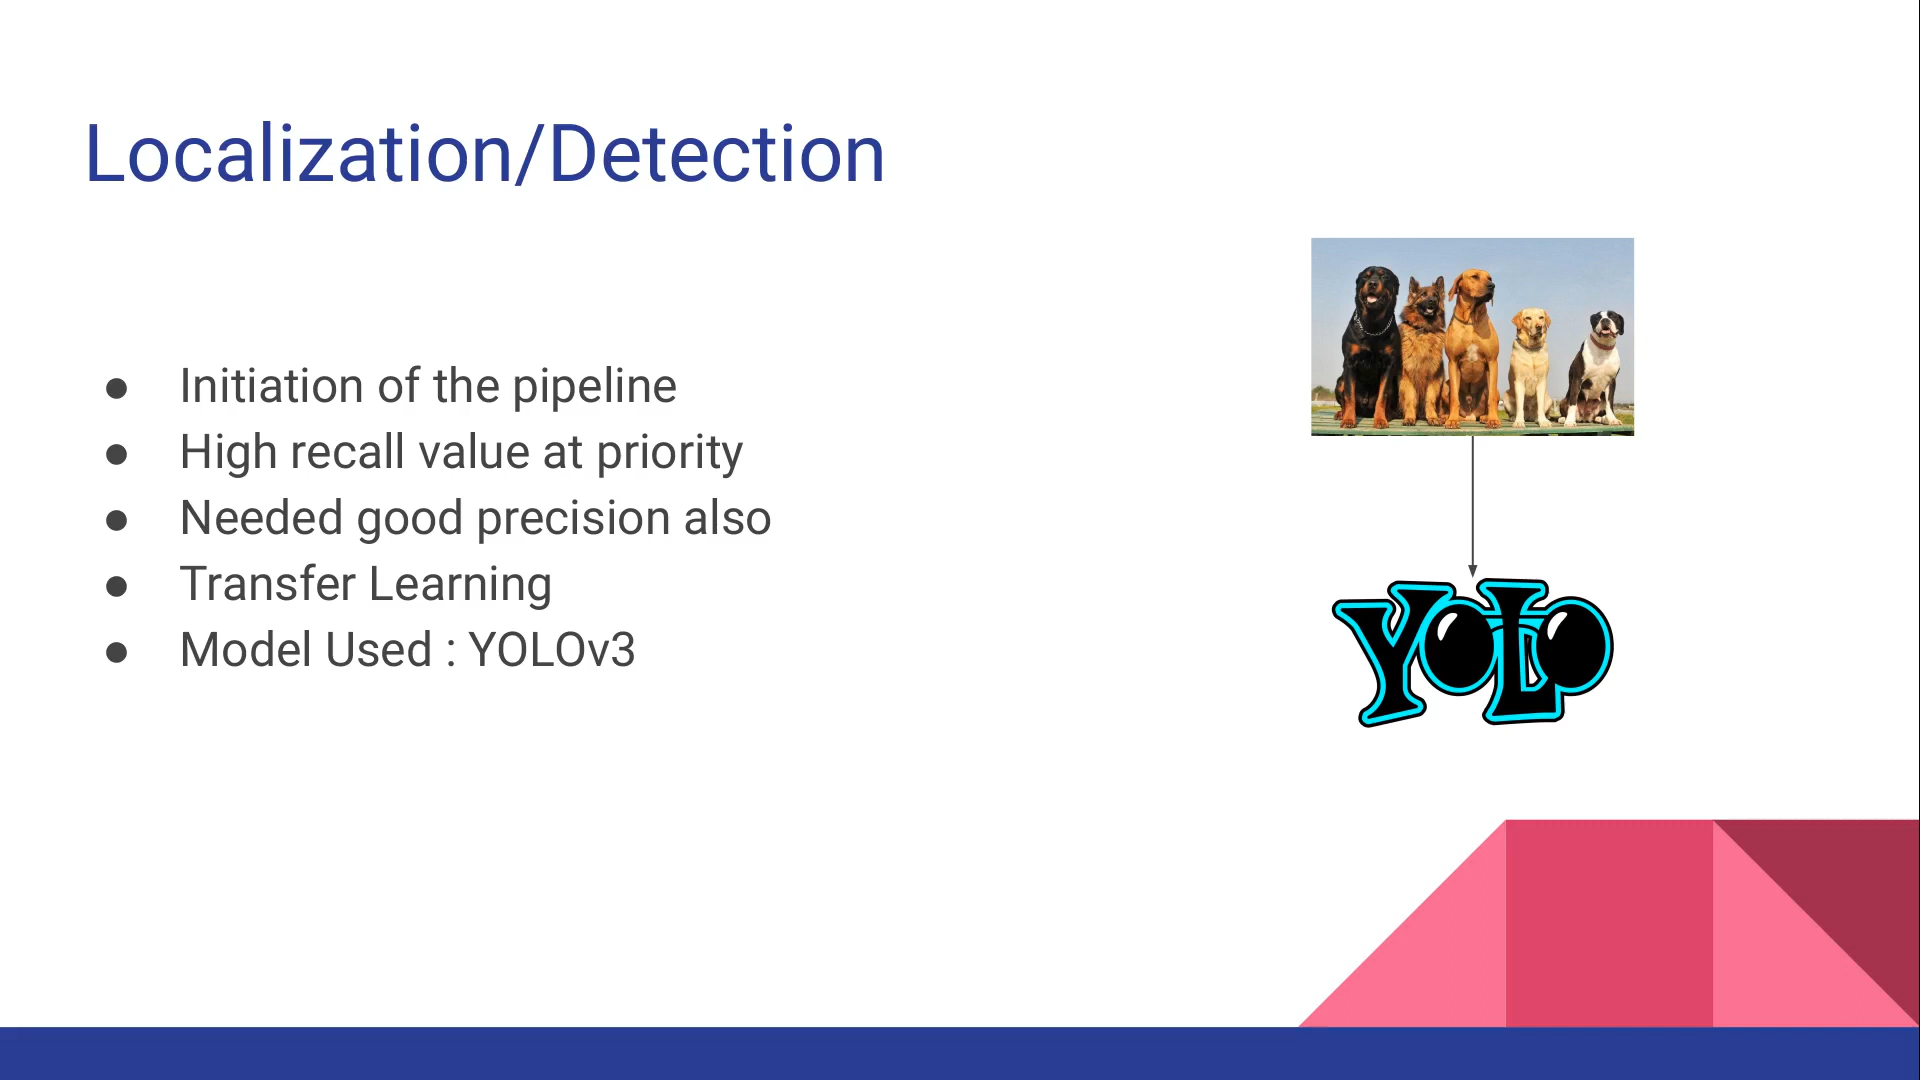 Localization/Detection
● Initiation of the pipeline
● High recall value at priority
● Needed good precision also
● Transfer Learning
● Model Used : YOLOv3
YOLO